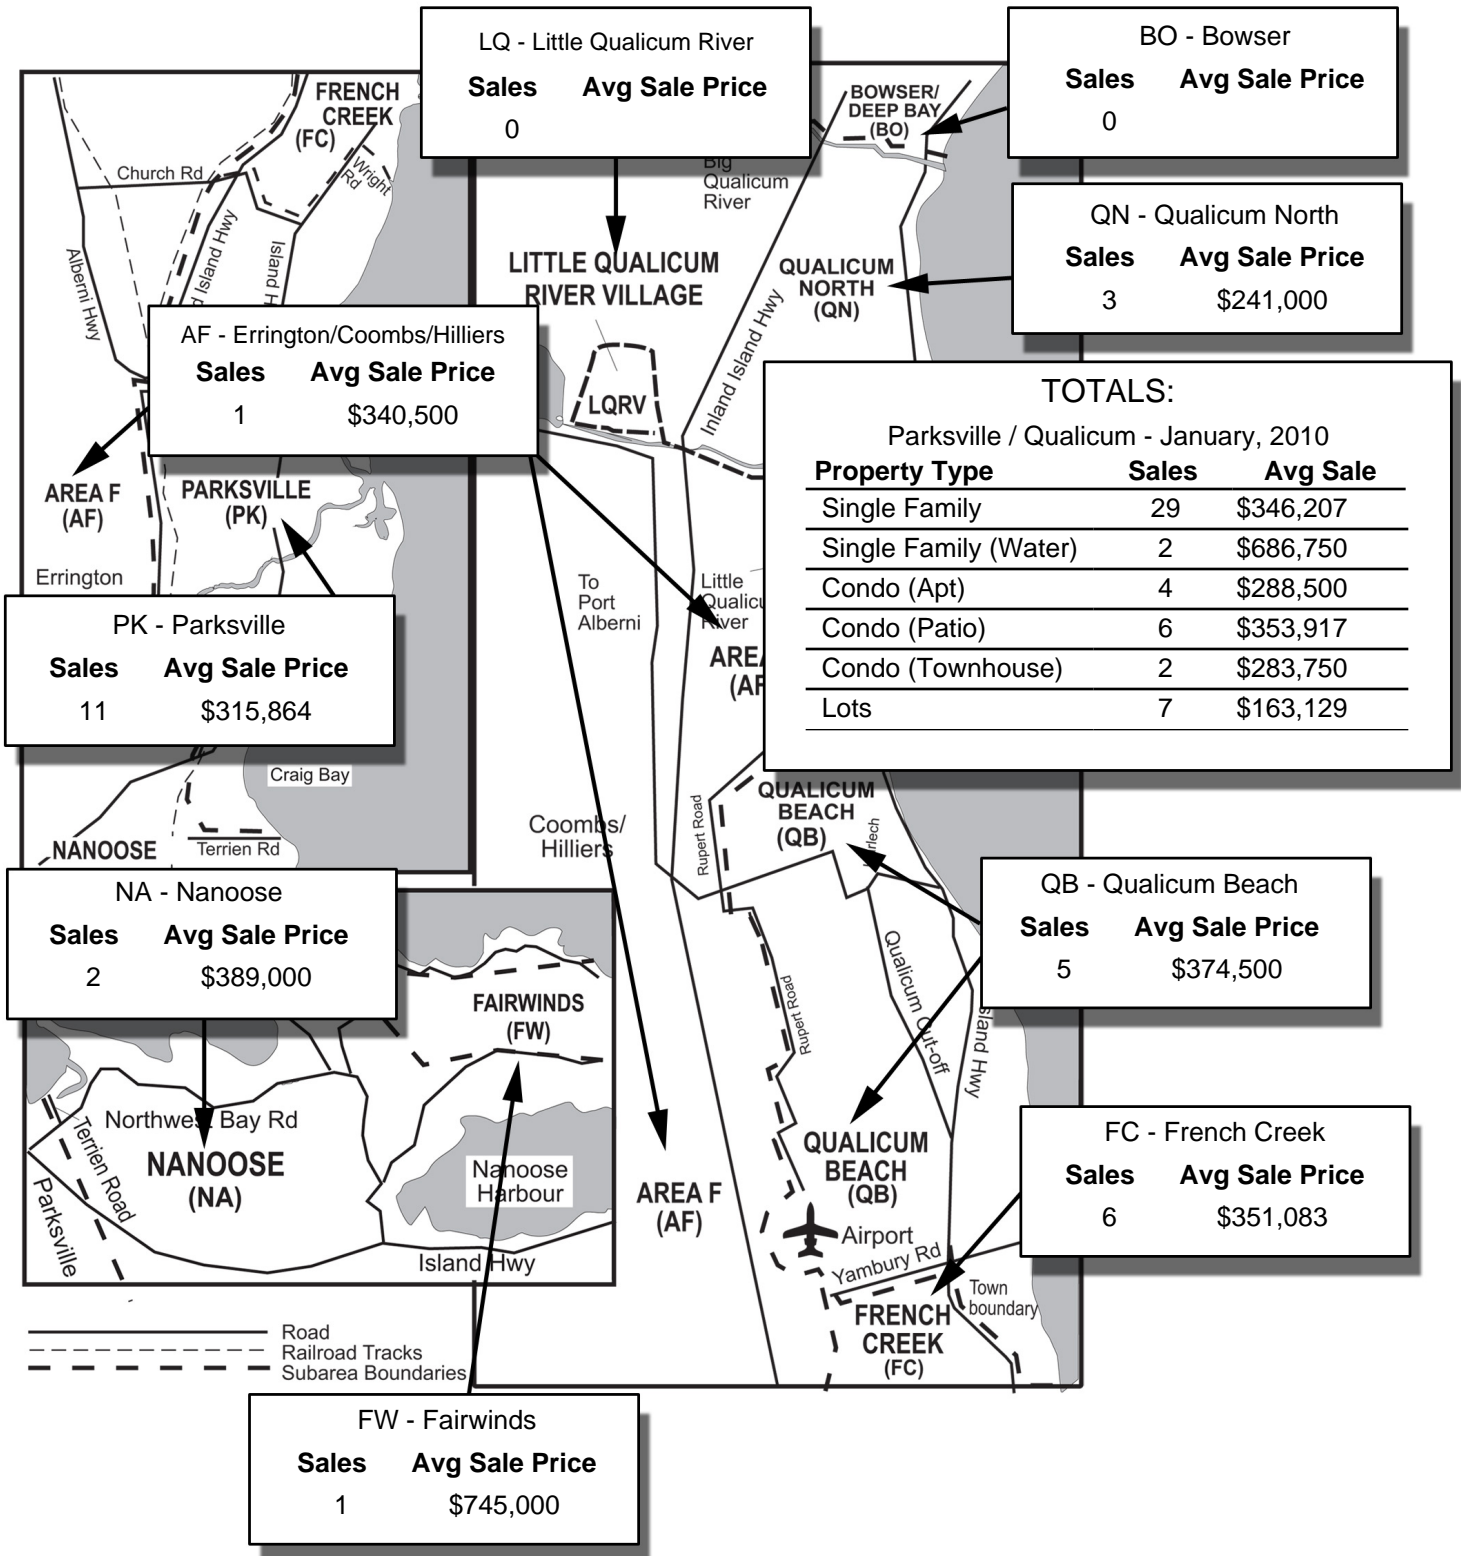 LQ - Little Qualicum River
Sales Avg Sale Price
0
BO - Bowser
Sales Avg Sale Price
0
FRENCH
CREEK
(FC)
Church Rd
Wright
Rd
Alberni Hwy
Island Hwy
BOWSER/
DEEP BAY
(BO)
Big
Qualicum
River
QN - Qualicum North
Sales Avg Sale Price
3 $241,000
LITTLE QUALICUM
RIVER VILLAGE
QUALICUM
NORTH
(QN)
Inland Island Hwy
LQRV
AF - Errington/Coombs/Hilliers
Sales Avg Sale Price
1 $340,500
TOTALS:
Parksville / Qualicum - January, 2010
Property Type Sales Avg Sale
Single Family 29 $346,207
Single Family (Water) 2 $686,750
Condo (Apt) 4 $288,500
Condo (Patio) 6 $353,917
Condo (Townhouse) 2 $283,750
Lots 7 $163,129
AREA F
(AF)
PARKSVILLE
(PK)
Errington
To
Port
Alberni
Little
River
PK - Parksville
Sales Avg Sale Price
11 $315,864
Craig Bay
Terrien Rd
NANOOSE
Coombs/
Hilliers
Rupert Road
QUALICUM
BEACH
(QB)
NA - Nanoose
Sales Avg Sale Price
2 $389,000
QB - Qualicum Beach
Sales Avg Sale Price
5 $374,500
Qualicum Cut-off
Rupert Road
Hwy
FAIRWINDS
(FW)
Northwest Bay Rd
NANOOSE
(NA)
Terrien Road
Parksville
Nanoose
Harbour
Island Hwy
AREA F
(AF)
QUALICUM
BEACH
(QB)
Airport
Yambury Rd
FC - French Creek
Sales Avg Sale Price
6 $351,083
Town
boundary
FRENCH
CREEK
(FC)
Road
Railroad Tracks
Subarea Boundaries
FW - Fairwinds
Sales Avg Sale Price
1 $745,000